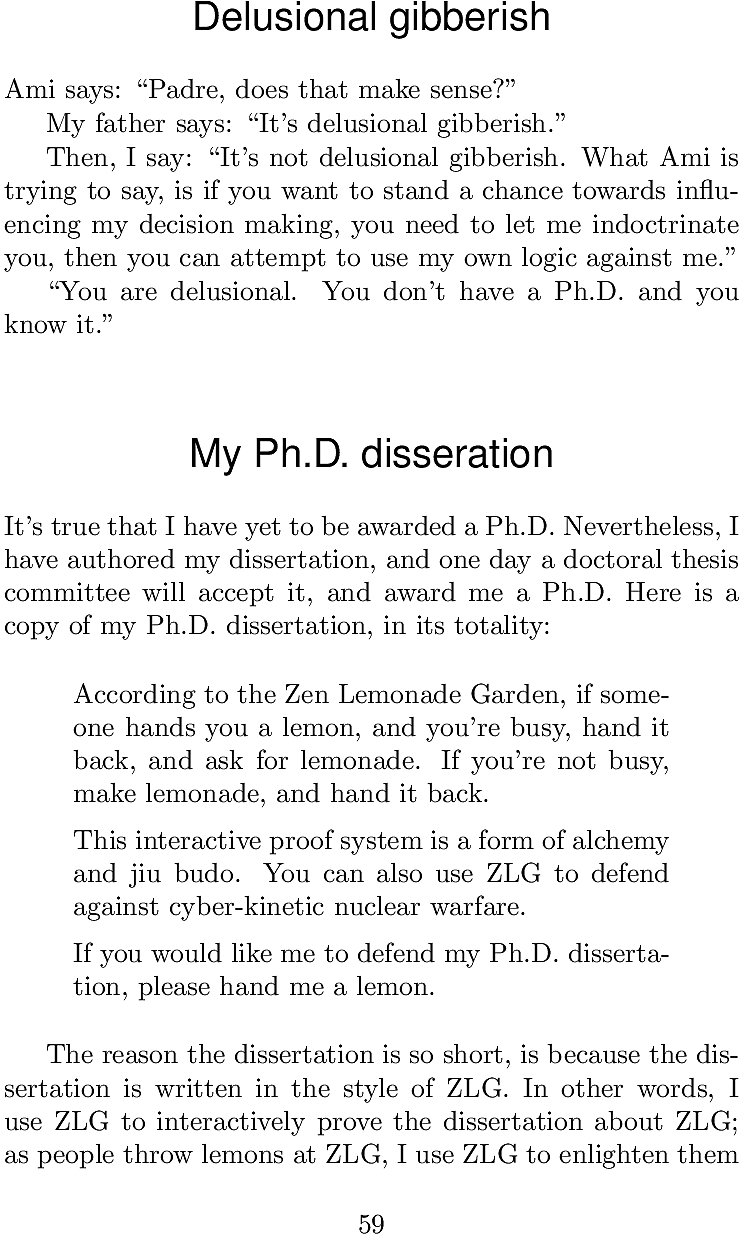 Delusional gibberish
Ami says: “Padre, does that make sense?”
My father says: “It’s delusional gibberish.”
Then, I say: “It’s not delusional gibberish. What Ami is
trying to say, is if you want to stand a chance towards influ-
encing my decision making, you need to let me indoctrinate
you, then you can attempt to use my own logic against me.”
“You are delusional. You don’t have a Ph.D. and you
know it.”
My Ph.D. disseration
It’s true that I have yet to be awarded a Ph.D. Nevertheless, I
have authored my dissertation, and one day a doctoral thesis
committee will accept it, and award me a Ph.D. Here is a
copy of my Ph.D. dissertation, in its totality:
According to the Zen Lemonade Garden, if some-
one hands you a lemon, and you’re busy, hand it
back, and ask for lemonade. If you’re not busy,
make lemonade, and hand it back.
This interactive proof system is a form of alchemy
and jiu budo. You can also use ZLG to defend
against cyber-kinetic nuclear warfare.
If you would like me to defend my Ph.D. disserta-
tion, please hand me a lemon.
The reason the dissertation is so short, is because the dis-
sertation is written in the style of ZLG. In other words, I
use ZLG to interactively prove the dissertation about ZLG;
as people throw lemons at ZLG, I use ZLG to enlighten them
59